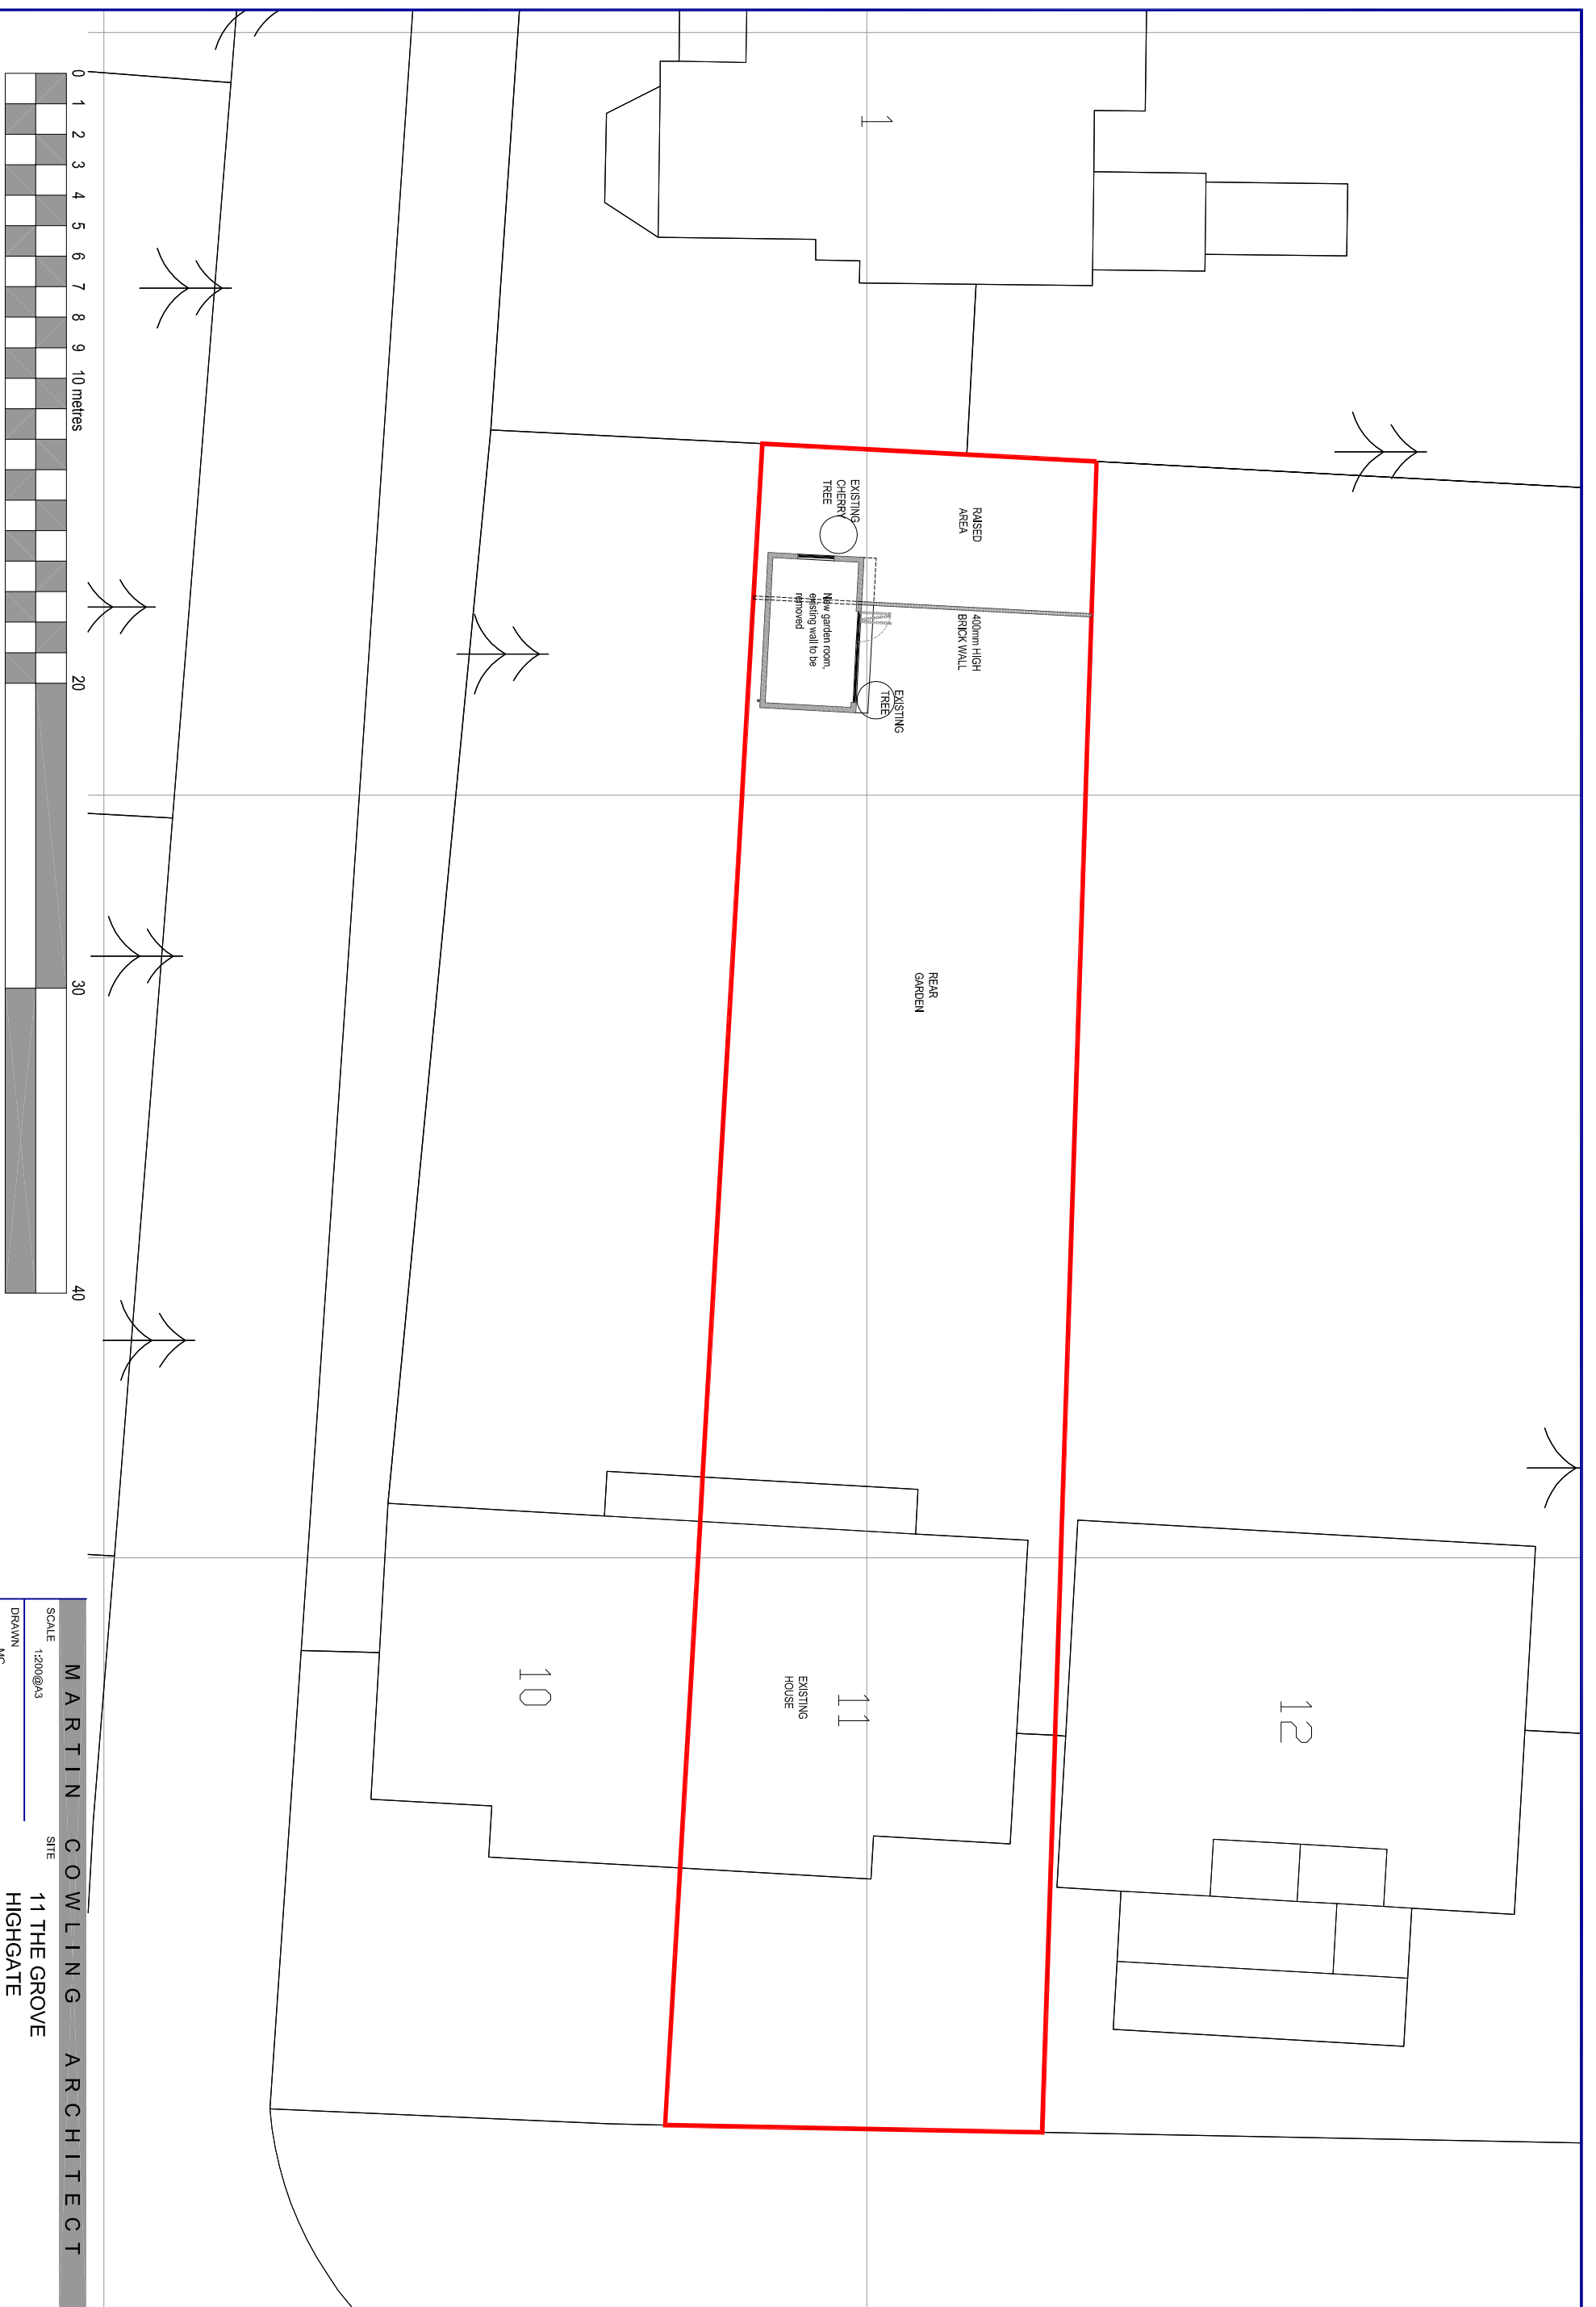 1
RAISED
AREA
EXISTING
CHERRY
TREE
400mm HIGH
BRICK WALL
New garden room,
existing wall to be
removed
EXISTING
TREE
REAR
GARDEN
10
EXISTING
HOUSE
11
12
0 1 2 3 4 5 6 7 8 9 10 metres 20 30 40
MARTIN COWLING ARCHITECT
SCALE
1:200@A3
DRAWN
SITE
11 THE GROVE
HIGHGATE